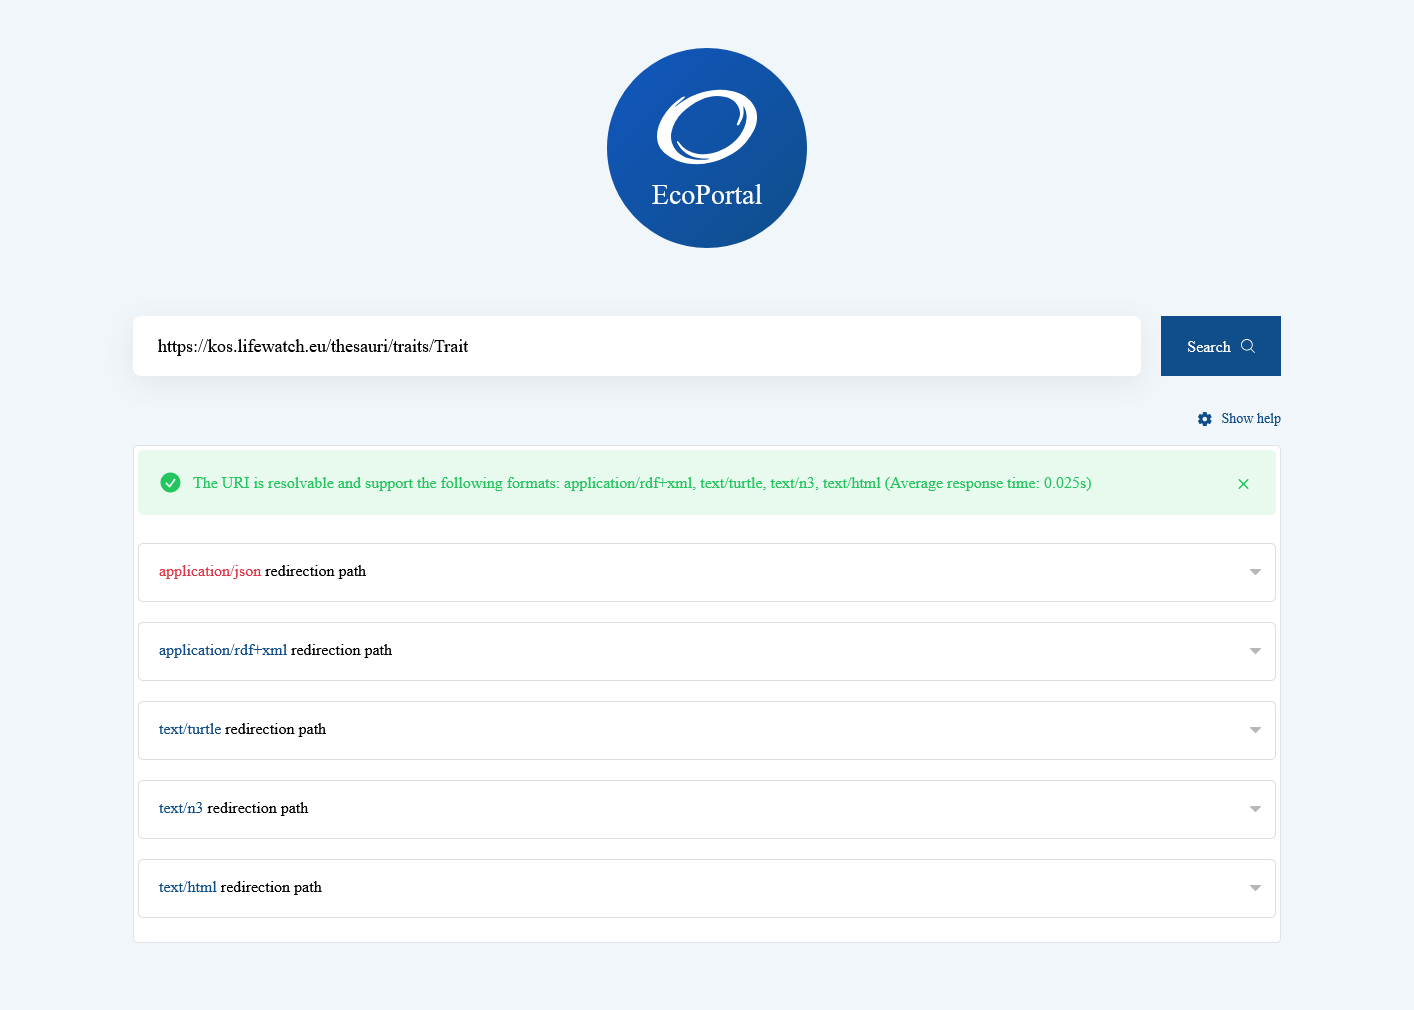 EcoPortal
https://kos.lifewatch.eu/thesauri/traits/Trait
Search
Show help
The URI is resolvable and support the following formats: application/rdf+xml, text/turtle, text/n3, text/html (Average response time: 0.025s)
application/json redirection path
application/rdf+xml redirection path
text/turtle redirection path
text/n3 redirection path
text/html redirection path